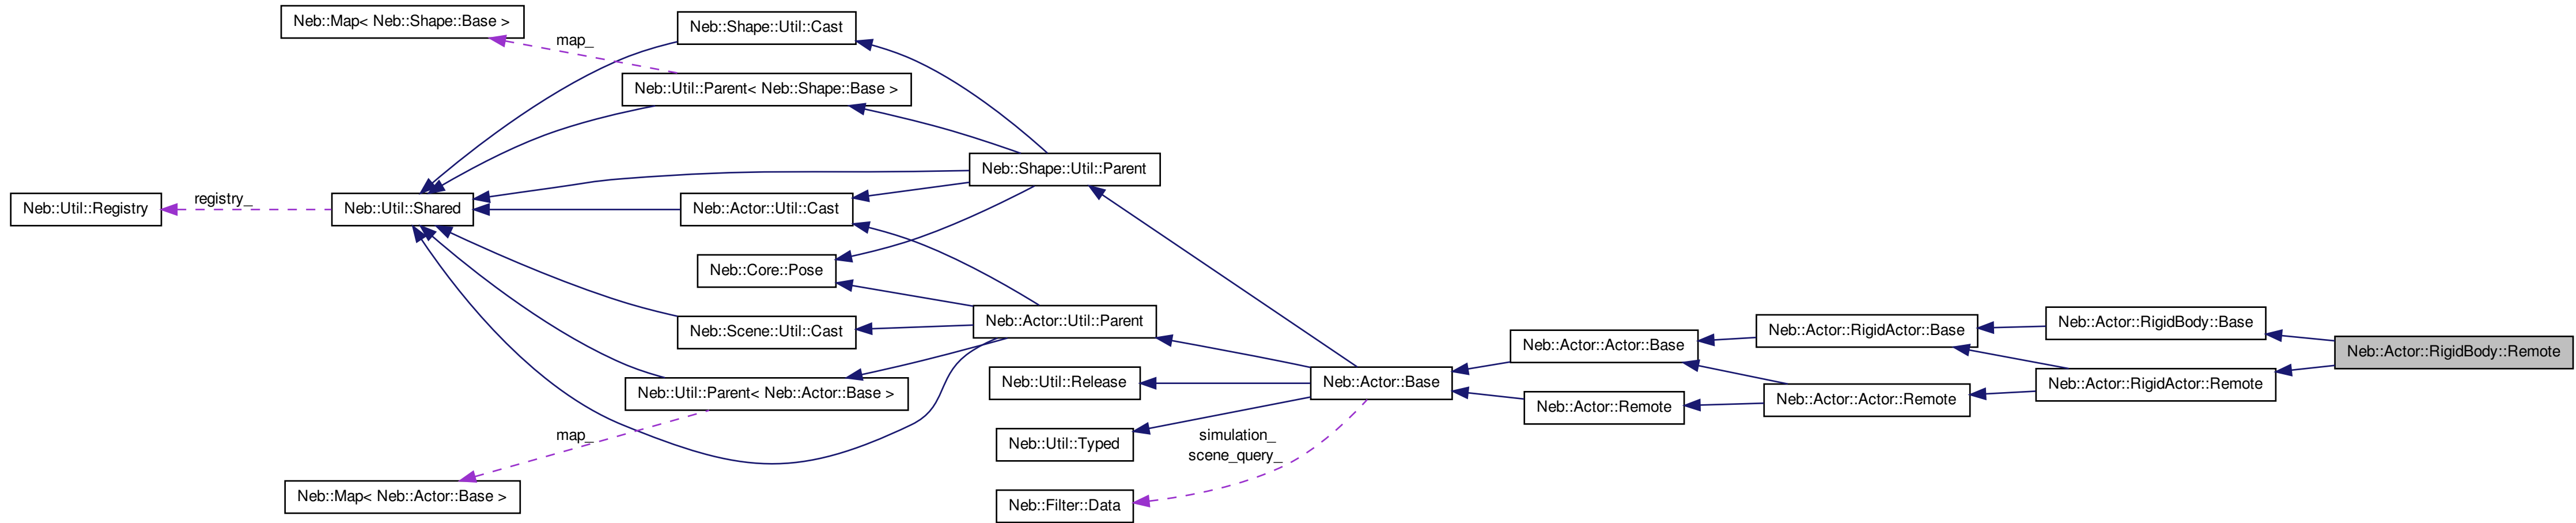 Neb::Map< Neb::Shape::Base >
map_
Neb::Shape::Util::Cast
Neb::Util::Parent< Neb::Shape::Base >
Neb::Shape::Util::Parent
Neb::Util::Registry
registry_
Neb::Util::Shared
Neb::Actor::Util::Cast
Neb::Core::Pose
Neb::Actor::Util::Parent
Neb::Scene::Util::Cast
Neb::Util::Parent< Neb::Actor::Base >
map_
Neb::Map< Neb::Actor::Base >
Neb::Util::Release
Neb::Util::Typed
simulation_
scene_query_
Neb::Filter::Data
Neb::Actor::Base
Neb::Actor::Actor::Base
Neb::Actor::Remote
Neb::Actor::RigidActor::Base
Neb::Actor::Actor::Remote
Neb::Actor::RigidBody::Base
Neb::Actor::RigidActor::Remote
Neb::Actor::RigidBody::Remote